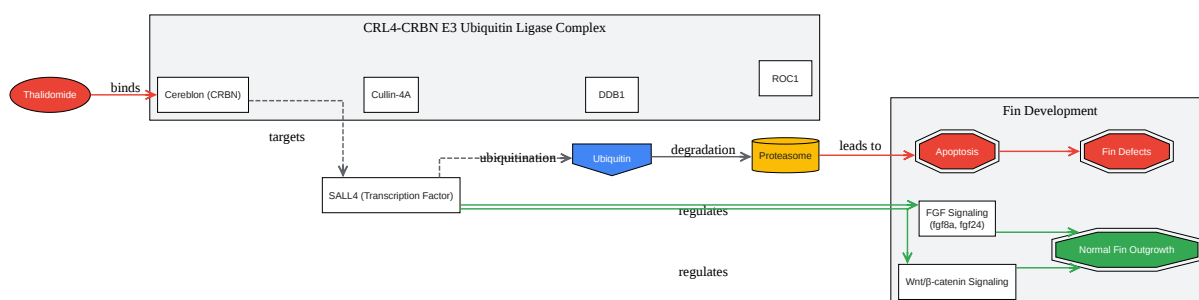 CRL4-CRBN E3 Ubiquitin Ligase Complex
Thalidomide
binds
Cereblon (CRBN)
Cullin-4A
DDB1
ROC1
targets
SALL4 (Transcription Factor)
ubiquitination
Ubiquitin
degradation
Proteasome
leads to
Fin Development
Apoptosis
Fin Defects
regulates
FGF Signaling
(fgf8a, fgf24)
Normal Fin Outgrowth
regulates
Wnt/β-catenin Signaling